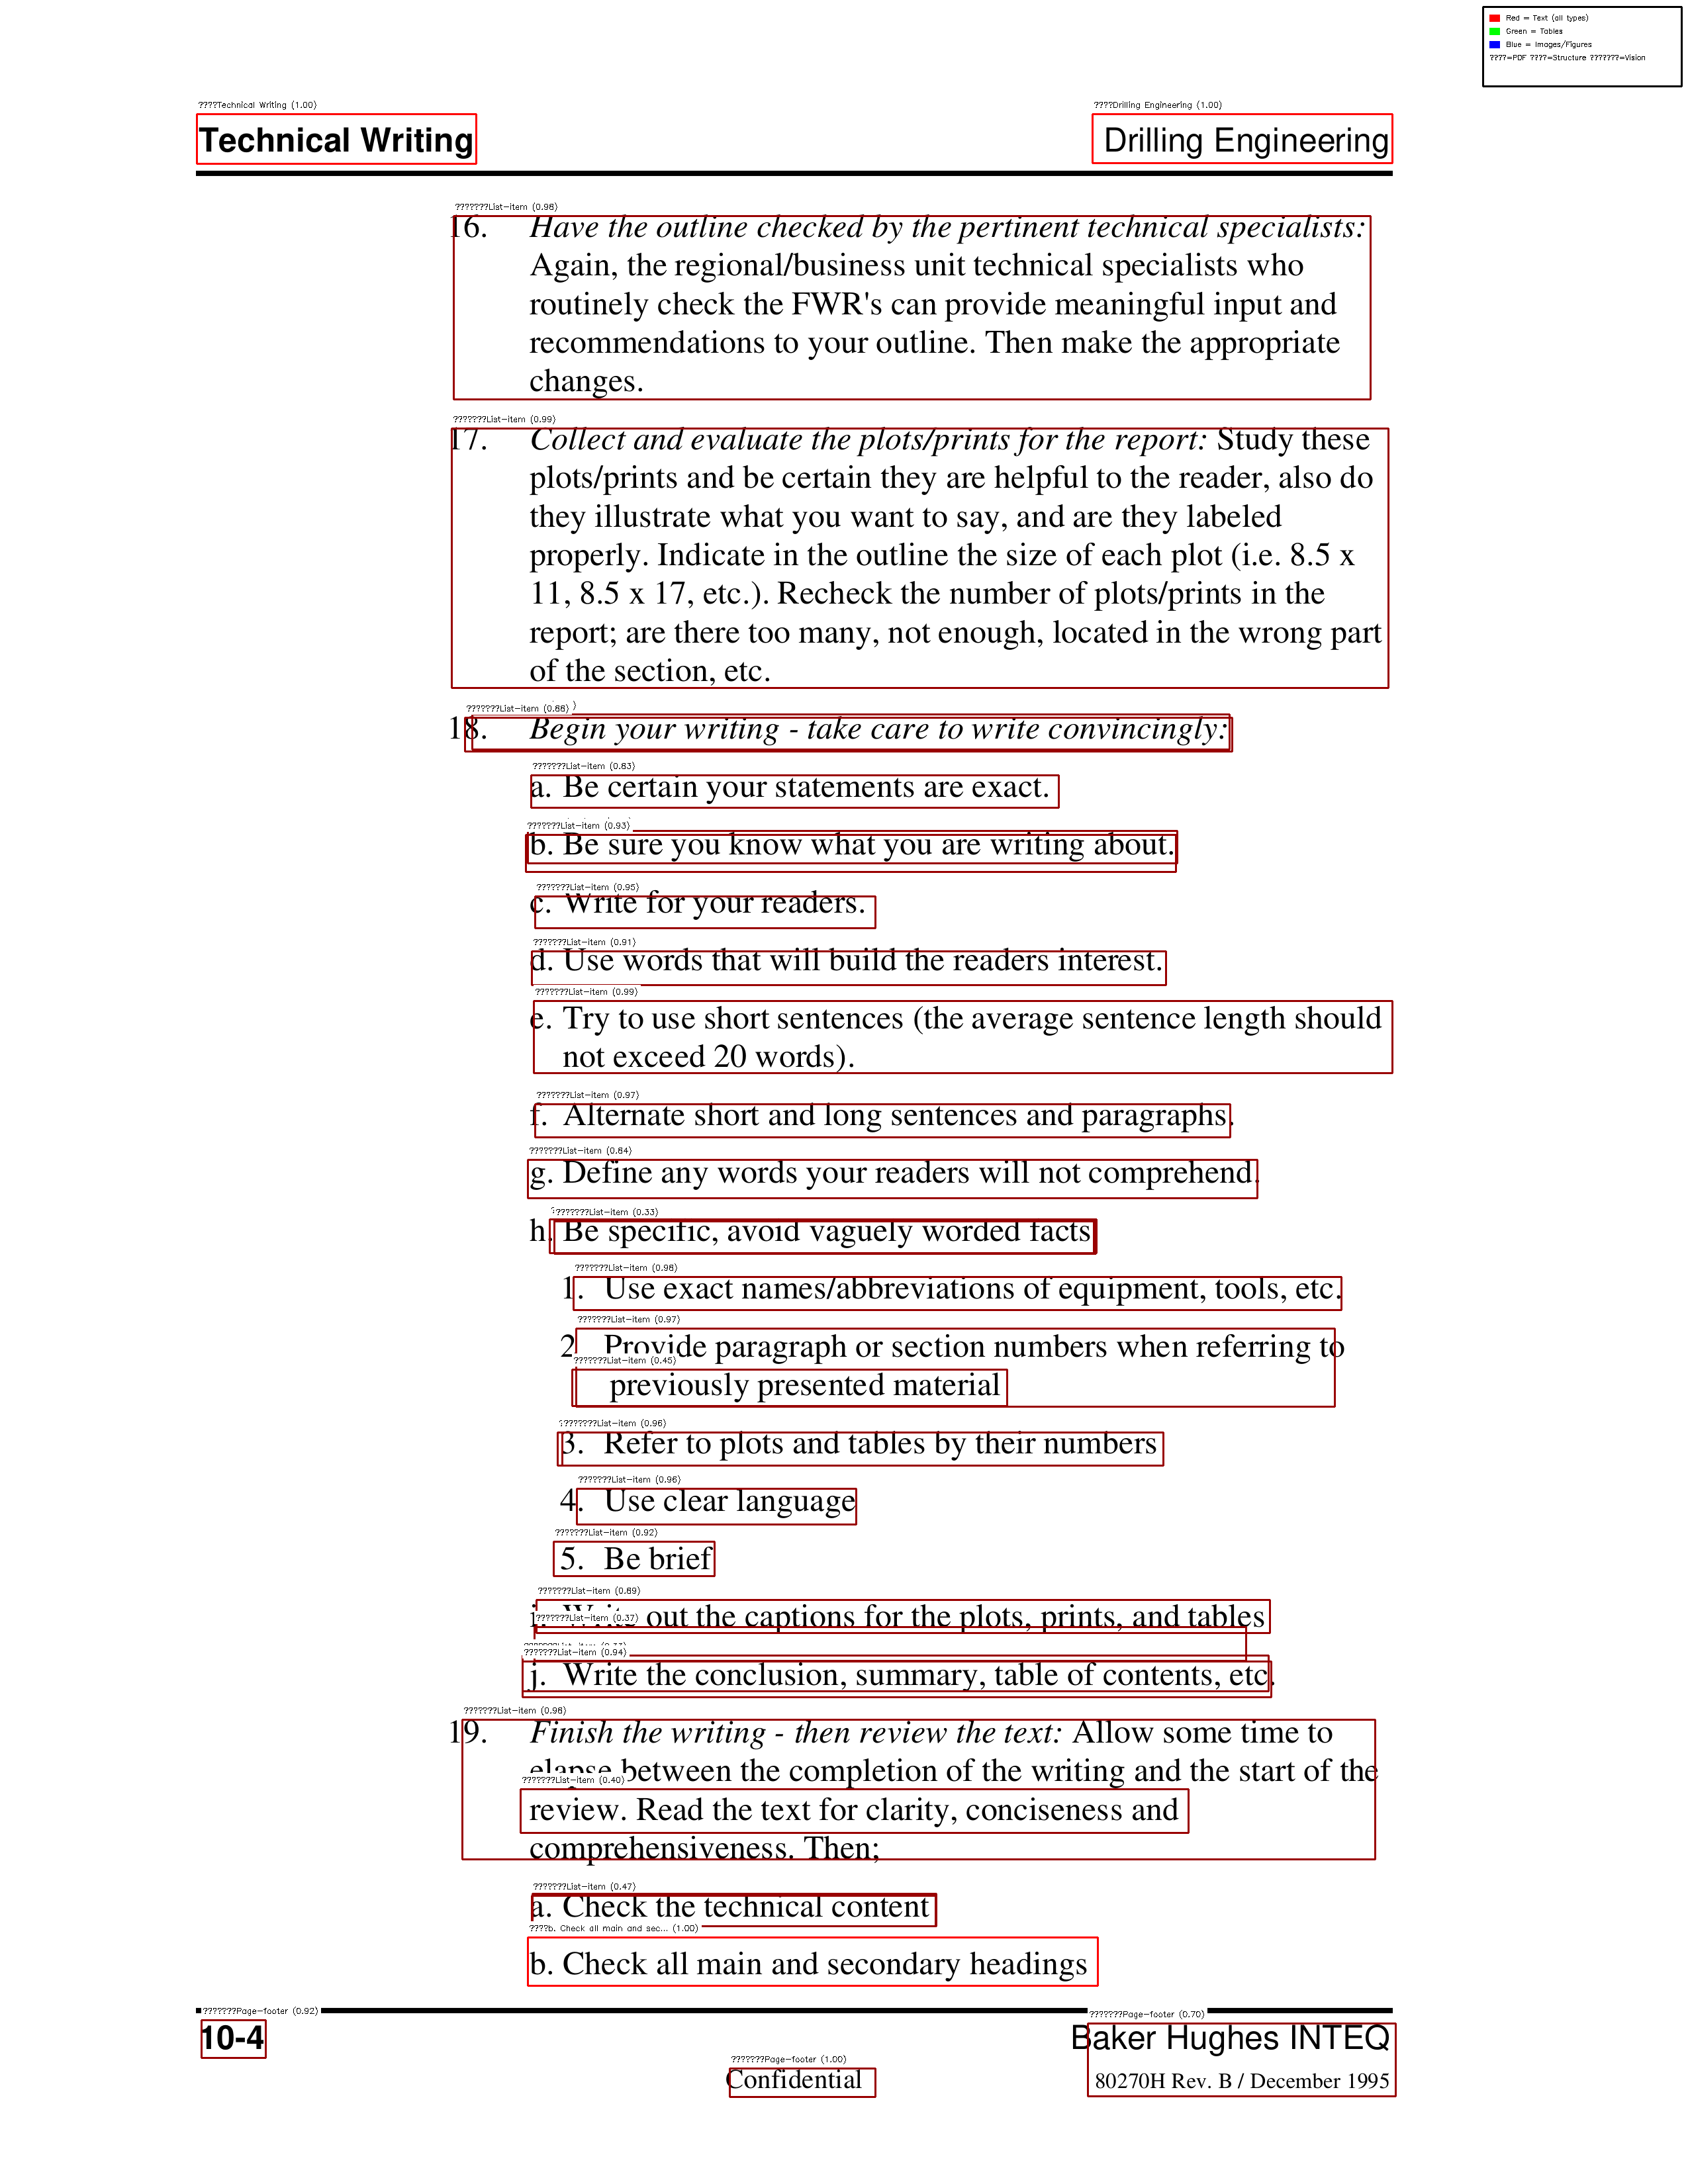 Red = Text (all types)
Green = Tables
Blue = Images/Figures
????=PDF ????=Structure ???????=Vision
????Technical Writing (1.00)
????Drilling Engineering (1.00)
Technical Writing
Drilling Engineering
???????List-item (0.98)
16. Have the outline checked by the pertinent technical specialists:
Again, the regional/business unit technical specialists who
routinely check the FWR's can provide meaningful input and
recommendations to your outline. Then make the appropriate
changes.
???????List-item (0.99)
17. Collect and evaluate the plots/prints for the report: Study these
plots/prints and be certain they are helpful to the reader, also do
they illustrate what you want to say, and are they labeled
properly. Indicate in the outline the size of each plot (i.e. 8.5 x
11, 8.5 x 17, etc.). Recheck the number of plots/prints in the
report; are there too many, not enough, located in the wrong part
of the section, etc.
???????List-item (0.86)
18. Begin your writing - take care to write convincingly:
???????List-item (0.83)
a. Be certain your statements are exact.
???????List-item (0.93)
b. Be sure you know what you are writing about.
???????List-item (0.95)
c. Write for your readers.
???????List-item (0.91)
d. Use words that will build the readers interest.
???????List-item (0.99)
e. Try to use short sentences (the average sentence length should
not exceed 20 words).
???????List-item (0.97)
f. Alternate short and long sentences and paragraphs.
???????List-item (0.84)
g. Define any words your readers will not comprehend.
???????List-item (0.33)
h. Be specific, avoid vaguely worded facts
???????List-item (0.98)
1. Use exact names/abbreviations of equipment, tools, etc.
???????List-item (0.97)
2. Provide paragraph or section numbers when referring to
???????List-item (0.45)
previously presented material
???????List-item (0.96)
3. Refer to plots and tables by their numbers
???????List-item (0.96)
4. Use clear language
???????List-item (0.92)
5. Be brief
???????List-item (0.89)
i. Write out the captions for the plots, prints, and tables
???????List-item (0.37)
???????List-item (0.94)
j. Write the conclusion, summary, table of contents, etc.
???????List-item (0.98)
19. Finish the writing - then review the text: Allow some time to
elapse between the completion of the writing and the start of the
???????List-item (0.40)
review. Read the text for clarity, conciseness and
comprehensiveness. Then;
???????List-item (0.47)
a. Check the technical content
????b. Check all main and sec... (1.00)
b. Check all main and secondary headings
???????Page-footer (0.92)
???????Page-footer (0.70)
10-4
Baker Hughes INTEQ
???????Page-footer (1.00)
Confidential
80270H Rev. B / December 1995